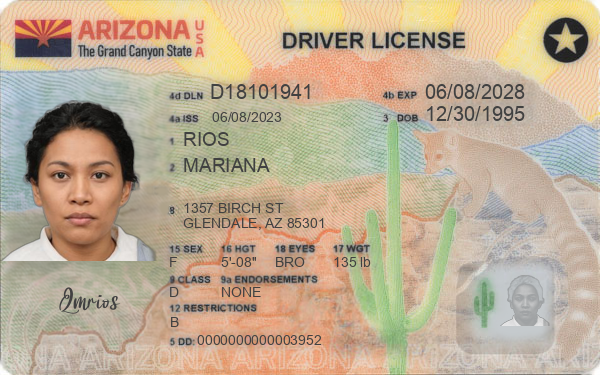 ARIZONA USA
The Grand Canyon State
DRIVER LICENSE
4d DLN D18101941
4b EXP 06/08/2028
4a ISS 06/08/2023
3 DOB 12/30/1995
1 RIOS
2 MARIANA
8 1357 BIRCH ST
GLENDALE, AZ 85301
15 SEX 16 HGT 18 EYES 17 WGT
F 5'-08" BRO 135 lb
9 CLASS 9a ENDORSEMENTS
D NONE
12 RESTRICTIONS
B
Qmrios
5 DD: 0000000000003952
ARIZONA ARIZONA ARIZONA ARIZONA